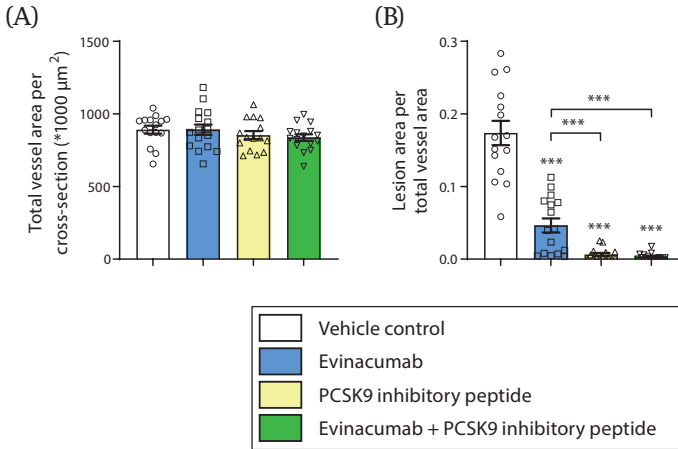 (A)
Total vessel area per
cross-section (*1000 μm²)
1500
1000
500
0
(B)
Lesion area per
total vessel area
0.3
0.2
0.1
0.0
***
***
***
***
***
Vehicle control
Evinacumab
PCSK9 inhibitory peptide
Evinacumab + PCSK9 inhibitory peptide